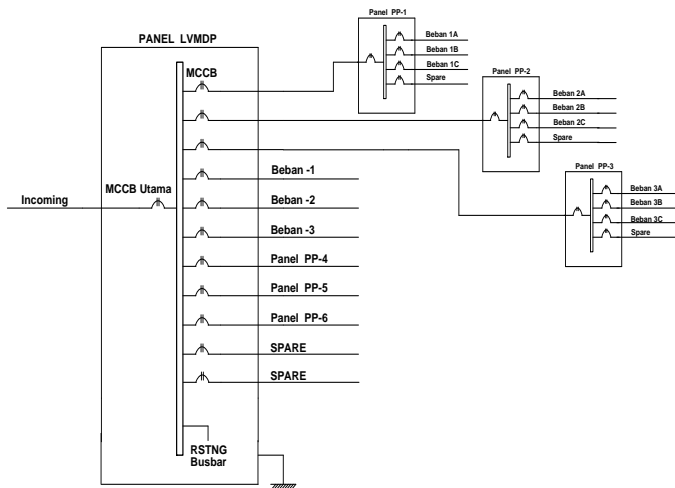 Panel PP-1
PANEL LVMDP
Beban 1A
Beban 1B
Beban 1C
Spare
MCCB
Panel PP-2
Beban 2A
Beban 2B
Beban 2C
Spare
Panel PP-3
Beban 3A
Beban 3B
Beban 3C
Spare
Incoming
MCCB Utama
Beban -1
Beban -2
Beban -3
Panel PP-4
Panel PP-5
Panel PP-6
SPARE
SPARE
RSTNG
Busbar